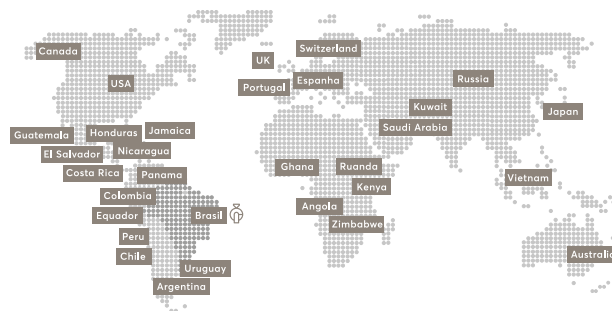 Canada
Switzerland
UK
USA
Russia
Portugal
Espanha
Kuwait
Japan
Guatemala
Honduras
Jamaica
Saudi Arabia
El Salvador
Nicaragua
Costa Rica
Panama
Ghana
Ruanda
Vietnam
Kenya
Colombia
Angola
Equador
Brasil
Zimbabwe
Peru
Chile
Australia
Uruguay
Argentina